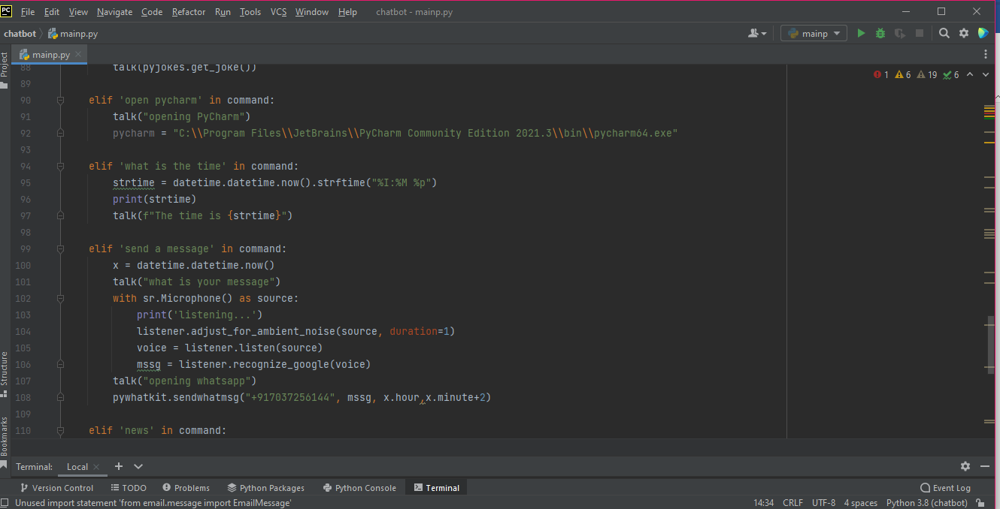 PC File Edit View Navigate Code Refactor Run Tools VCS Window Help chatbot - mainp.py
chatbot mainp.py mainp
Project
mainp.py
1 6 19 6
88 talk(pyjokes.get_joke())
89
90 elif 'open pycharm' in command:
91 talk("opening PyCharm")
92 pycharm = "C:\\Program Files\\JetBrains\\PyCharm Community Edition 2021.3\\bin\\pycharm64.exe"
93
94 elif 'what is the time' in command:
95 strtime = datetime.datetime.now().strftime("%I:%M %p")
96 print(strtime)
97 talk(f"The time is {strtime}")
98
99 elif 'send a message' in command:
100 x = datetime.datetime.now()
101 talk("what is your message")
102 with sr.Microphone() as source:
103 print('listening...')
104 listener.adjust_for_ambient_noise(source, duration=1)
105 voice = listener.listen(source)
106 mssg = listener.recognize_google(voice)
107 talk("opening whatsapp")
108 pywhatkit.sendwhatmsg("+917037256144", mssg, x.hour,x.minute+2)
109
110 elif 'news' in command:
Structure
Bookmarks
Terminal: Local
Version Control TODO Problems Python Packages Python Console Terminal Event Log
Unused import statement 'from email.message import EmailMessage' 14:34 CRLF UTF-8 4 spaces Python 3.8 (chatbot)